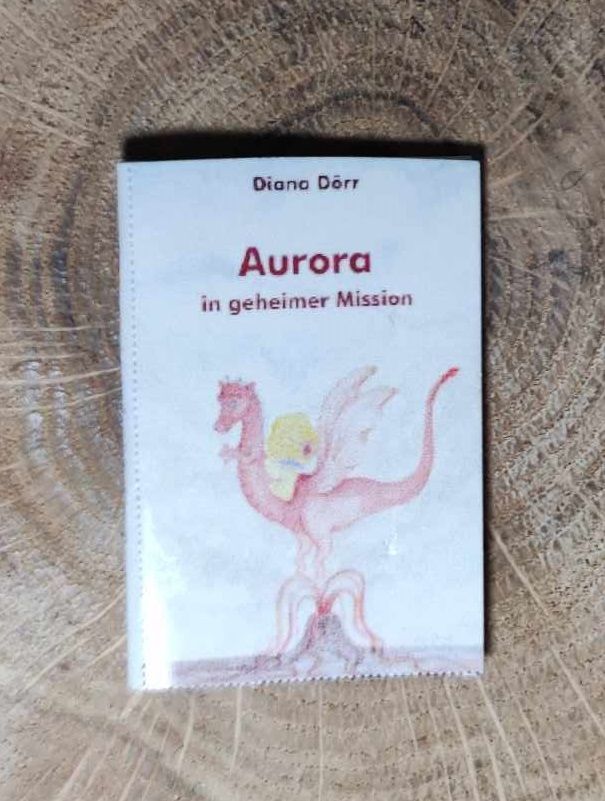 Diana Dörr
Aurora
in geheimer Mission